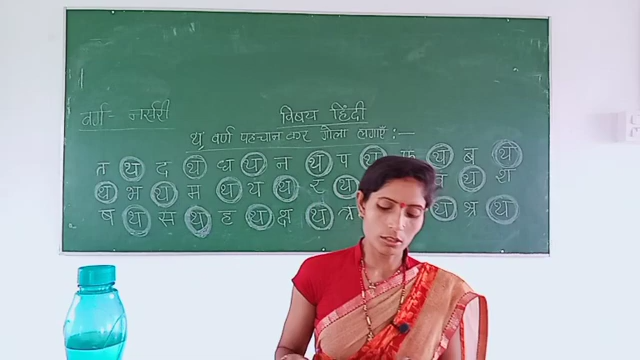 वर्ग:- नर्सरी
विषय हिंदी
थ वर्ण पहचान कर गोला लगाएँ :-
त थ द थ ध थ न थ प थ फ थ ब थ
थ भ थ म थ य थ र थ थ श
ष थ स थ ह थ क्ष थ त्र थ श्र थ